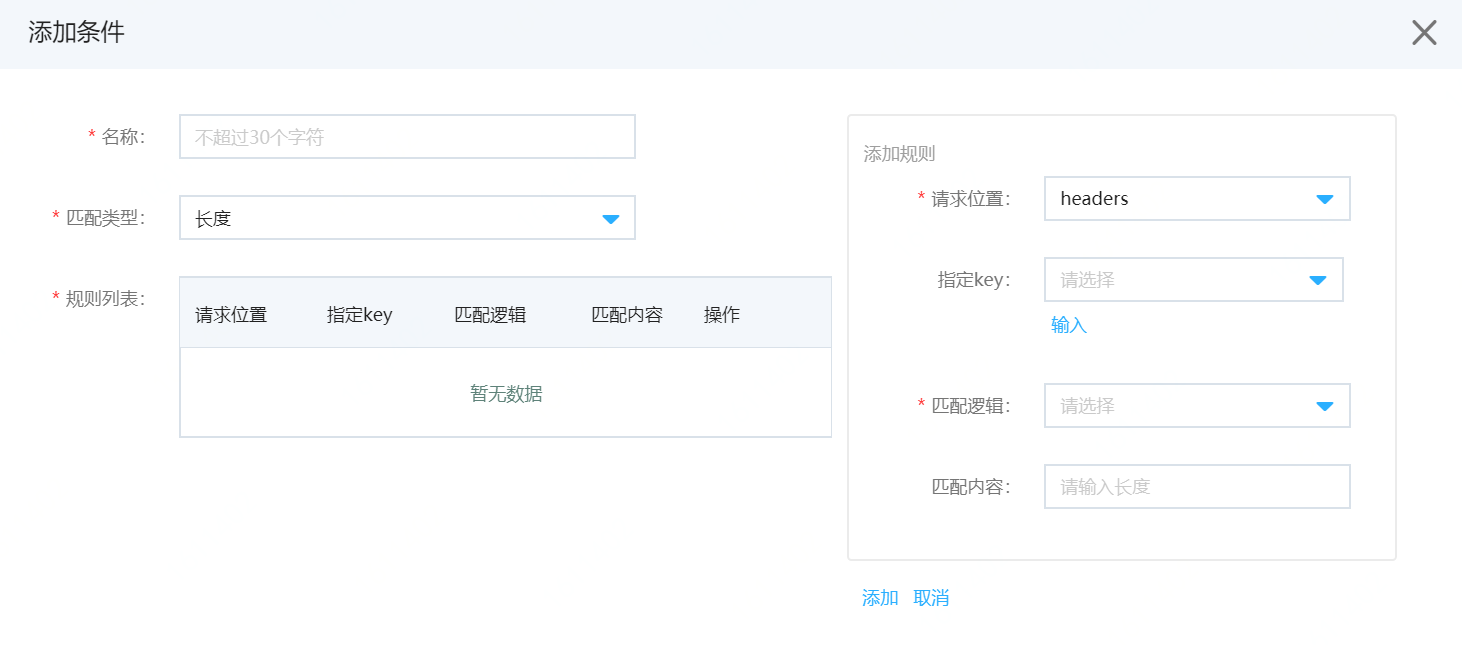 添加条件
* 名称：
不超过30个字符
* 匹配类型：
长度
* 规则列表：
请求位置 指定key 匹配逻辑 匹配内容 操作
暂无数据
添加规则
* 请求位置：
headers
指定key：
请选择
输入
* 匹配逻辑：
请选择
匹配内容：
请输入长度
添加 取消